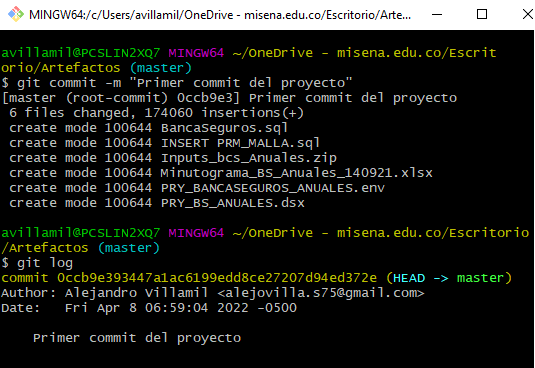 MINGW64:/c/Users/avillamil/OneDrive - misena.edu.co/Escritorio/Arte...
avillamil@PCSLIN2XQ7 MINGW64 ~/OneDrive - misena.edu.co/Escrit
orio/Artefactos (master)
$ git commit -m "Primer commit del proyecto"
[master (root-commit) 0ccb9e3] Primer commit del proyecto
 6 files changed, 174060 insertions(+)
 create mode 100644 BancaSeguros.sql
 create mode 100644 INSERT PRM_MALLA.sql
 create mode 100644 Inputs_bcs_Anuales.zip
 create mode 100644 Minutograma_BS_Anuales_140921.xlsx
 create mode 100644 PRY_BANCASEGUROS_ANUALES.env
 create mode 100644 PRY_BS_ANUALES.dsx
avillamil@PCSLIN2XQ7 MINGW64 ~/OneDrive - misena.edu.co/Escritorio
/Artefactos (master)
$ git log
commit 0ccb9e393447a1ac6199edd8ce27207d94ed372e (HEAD -> master)
Author: Alejandro Villamil <alejovilla.s75@gmail.com>
Date:   Fri Apr 8 06:59:04 2022 -0500
    Primer commit del proyecto